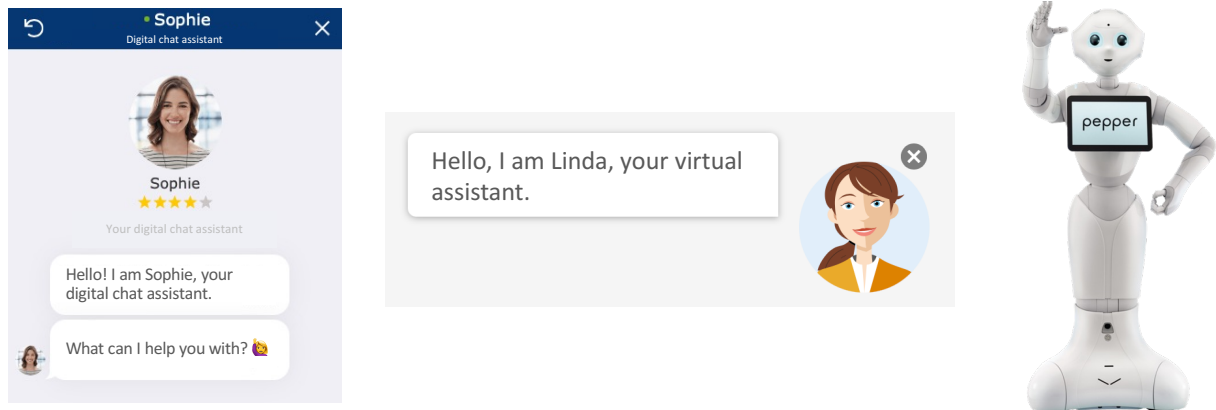 Sophie
Digital chat assistant
Sophie
Your digital chat assistant
Hello! I am Sophie, your
digital chat assistant.
What can I help you with? 🙋‍♀️
Hello, I am Linda, your virtual
assistant.
pepper